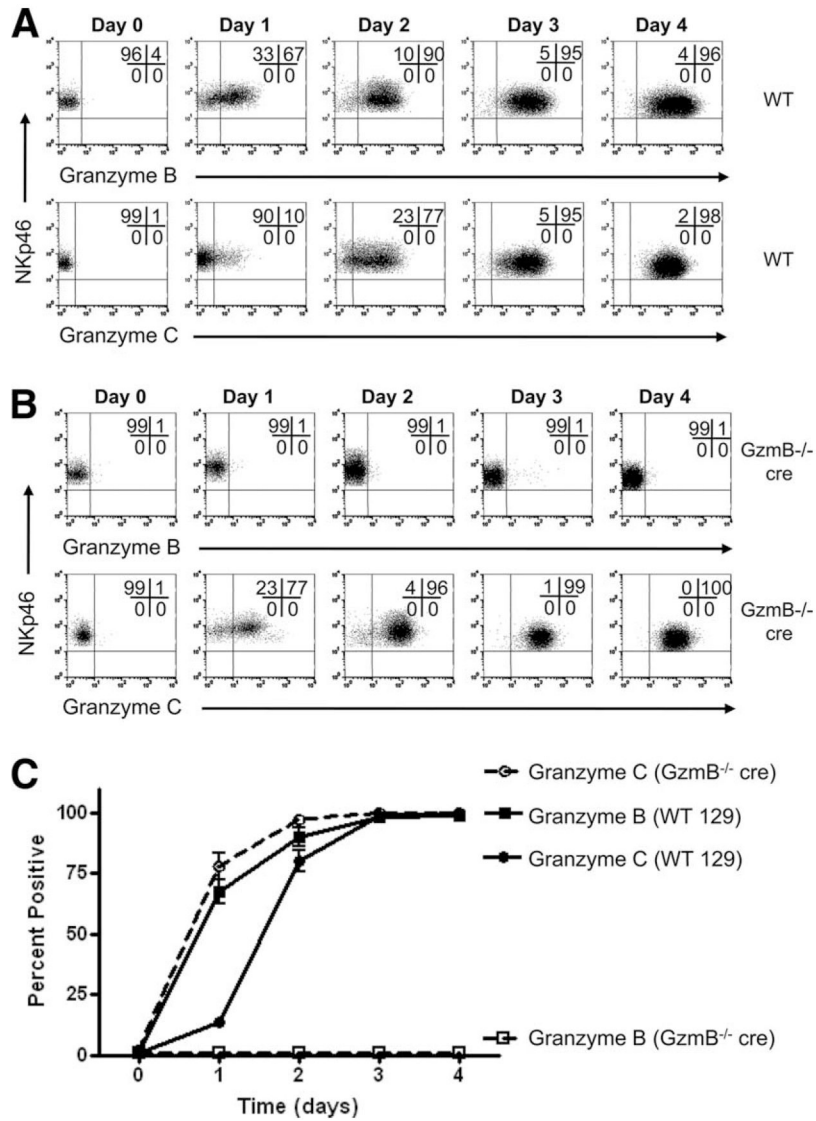 A
Day 0 Day 1 Day 2 Day 3 Day 4
96 4 33 67 10 90 5 95 4 96
0 0 0 0 0 0 0 0 0 0
WT
Granzyme B
99 1 90 10 23 77 5 95 2 98
0 0 0 0 0 0 0 0 0 0
WT
NKp46
Granzyme C
B
Day 0 Day 1 Day 2 Day 3 Day 4
99 1 99 1 99 1 99 1 99 1
0 0 0 0 0 0 0 0 0 0
GzmB-/-
cre
Granzyme B
99 1 23 77 4 96 1 99 0 100
0 0 0 0 0 0 0 0 0 0
GzmB-/-
cre
NKp46
Granzyme C
C
Granzyme C (GzmB-/- cre)
Granzyme B (WT 129)
Granzyme C (WT 129)
Granzyme B (GzmB-/- cre)
100
75
50
25
0
Percent Positive
0 1 2 3 4
Time (days)